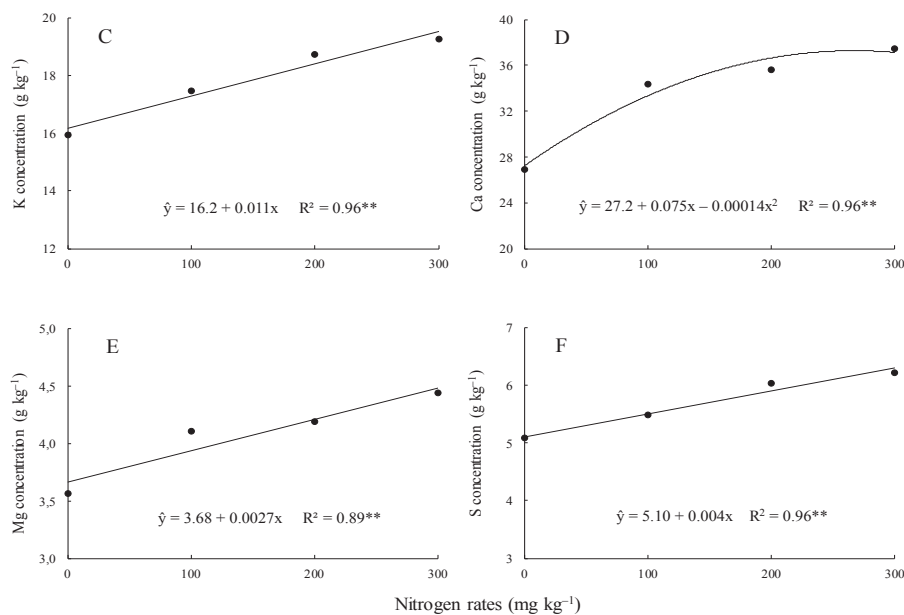 C
K concentration (g kg⁻¹)
20
18
16
14
12
0
100
200
300
ŷ = 16.2 + 0.011x R² = 0.96**
D
Ca concentration (g kg⁻¹)
40
36
32
28
24
20
0
100
200
300
ŷ = 27.2 + 0.075x – 0.00014x² R² = 0.96**
E
Mg concentration (g kg⁻¹)
5,0
4,5
4,0
3,5
3,0
0
100
200
300
ŷ = 3.68 + 0.0027x R² = 0.89**
F
S concentration (g kg⁻¹)
7
6
5
4
3
0
100
200
300
ŷ = 5.10 + 0.004x R² = 0.96**
Nitrogen rates (mg kg⁻¹)